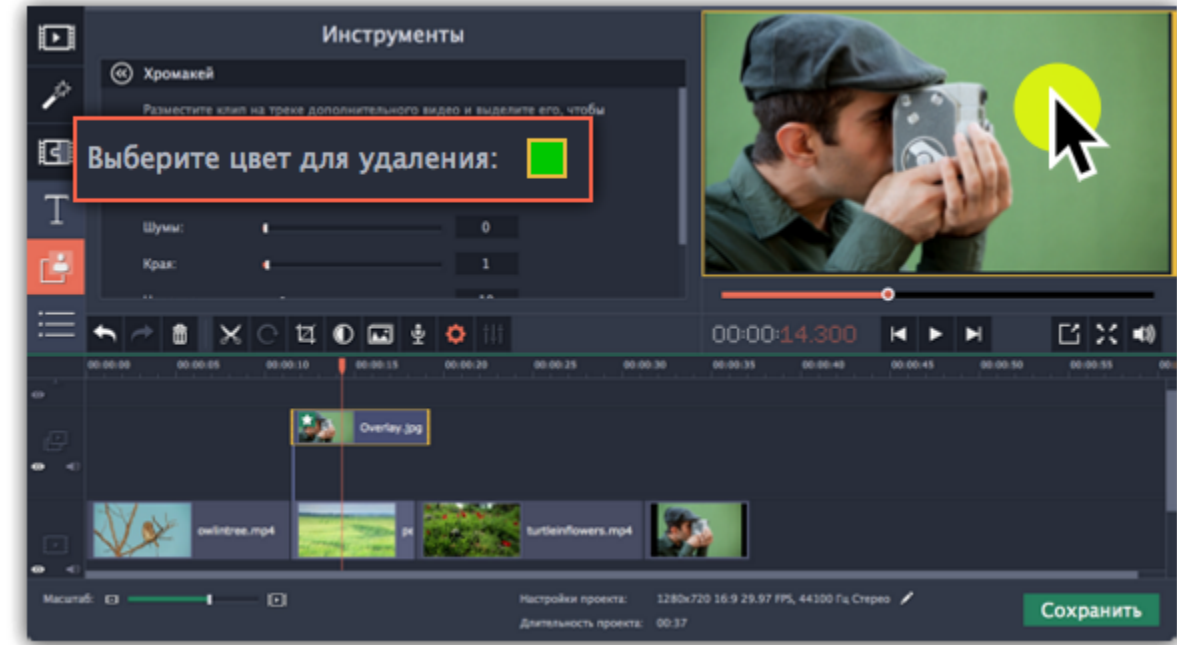 Инструменты
Хромакей
Разместите клип на треке дополнительного видео и выделите его, чтобы
Выберите цвет для удаления:
Шумы: 0
Края: 1
00:00:14.300
00:00:00 00:00:05 00:00:10 00:00:15 00:00:20 00:00:25 00:00:30 00:00:35 00:00:40 00:00:45 00:00:50 00:00:55
Overlay.jpg
owlintree.mp4
turtleinflowers.mp4
Масштаб:
Настройки проекта: 1280x720 16:9 29.97 FPS, 44100 Гц Стерео
Длительность проекта: 00:37
Сохранить